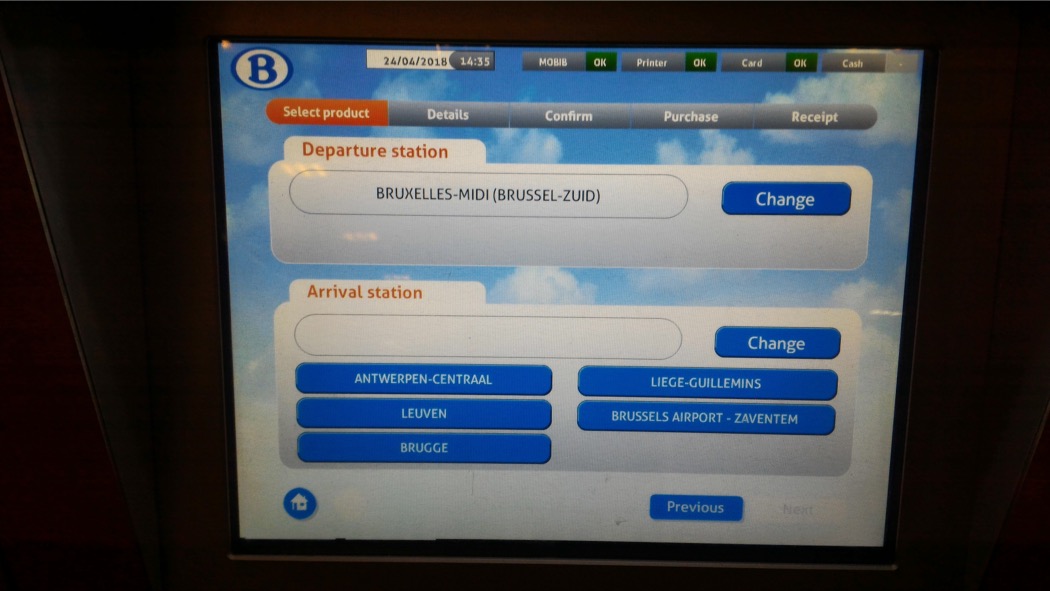 B
24/04/2018 14:35 MOBIB OK Printer OK Card OK Cash -
Select product Details Confirm Purchase Receipt
Departure station
BRUXELLES-MIDI (BRUSSEL-ZUID) Change
Arrival station
Change
ANTWERPEN-CENTRAAL LIEGE-GUILLEMINS
LEUVEN BRUSSELS AIRPORT - ZAVENTEM
BRUGGE
Previous Next